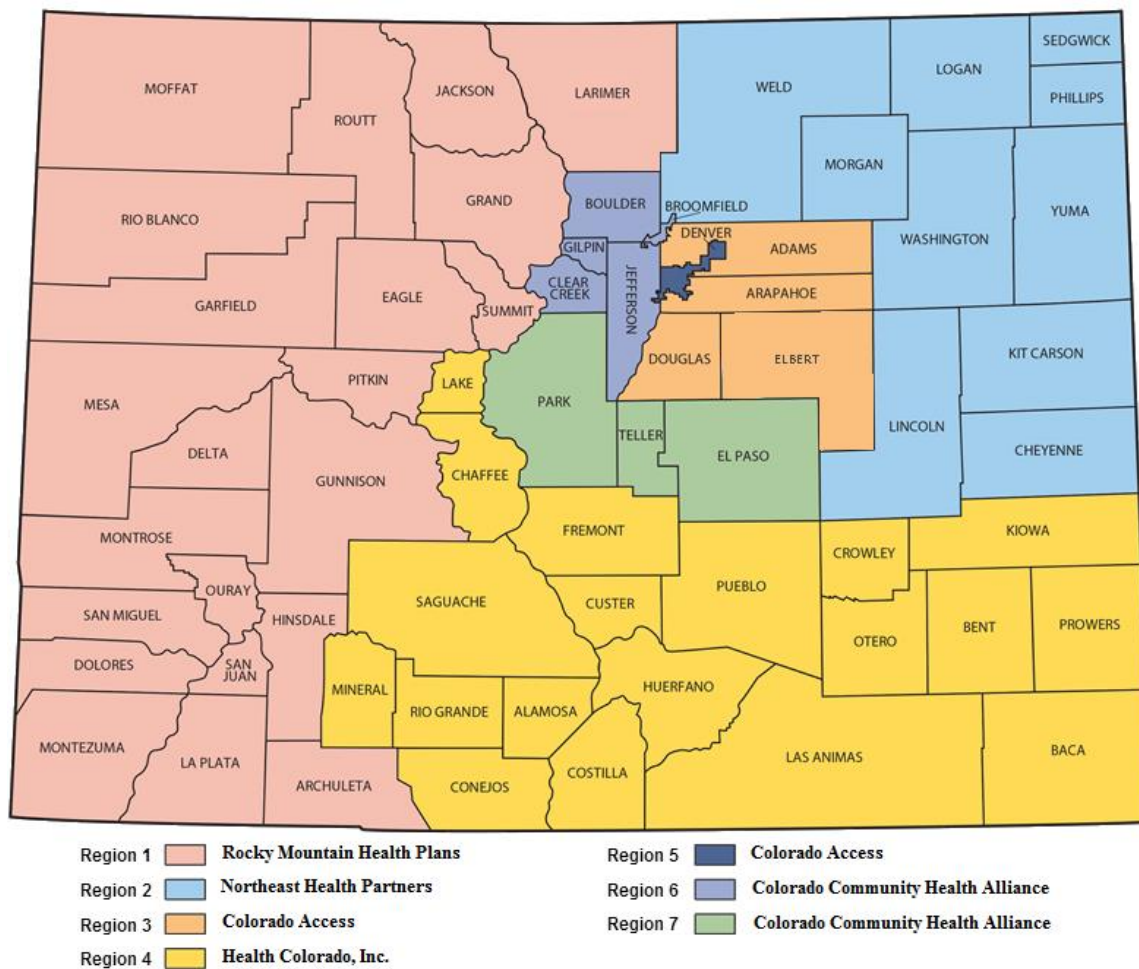 SEDGWICK
LOGAN
MOFFAT
JACKSON
LARIMER
WELD
PHILLIPS
ROUTT
MORGAN
GRAND
BOULDER
BROOMFIELD
RIO BLANCO
YUMA
GILPIN
DENVER
ADAMS
WASHINGTON
CLEAR
CREEK
JEFFERSON
GARFIELD
EAGLE
SUMMIT
ARAPAHOE
DOUGLAS
ELBERT
KIT CARSON
PITKIN
LAKE
MESA
PARK
LINCOLN
TELLER
DELTA
EL PASO
CHEYENNE
CHAFFEE
GUNNISON
FREMONT
KIOWA
MONTROSE
CROWLEY
PUEBLO
OURAY
SAGUACHE
CUSTER
SAN MIGUEL
HINSDALE
OTERO
BENT
PROWERS
DOLORES
SAN
JUAN
MINERAL
HUERFANO
RIO GRANDE
ALAMOSA
MONTEZUMA
LA PLATA
LAS ANIMAS
BACA
COSTILLA
ARCHULETA
CONEJOS
Region 1 Rocky Mountain Health Plans
Region 2 Northeast Health Partners
Region 3 Colorado Access
Region 4 Health Colorado, Inc.
Region 5 Colorado Access
Region 6 Colorado Community Health Alliance
Region 7 Colorado Community Health Alliance